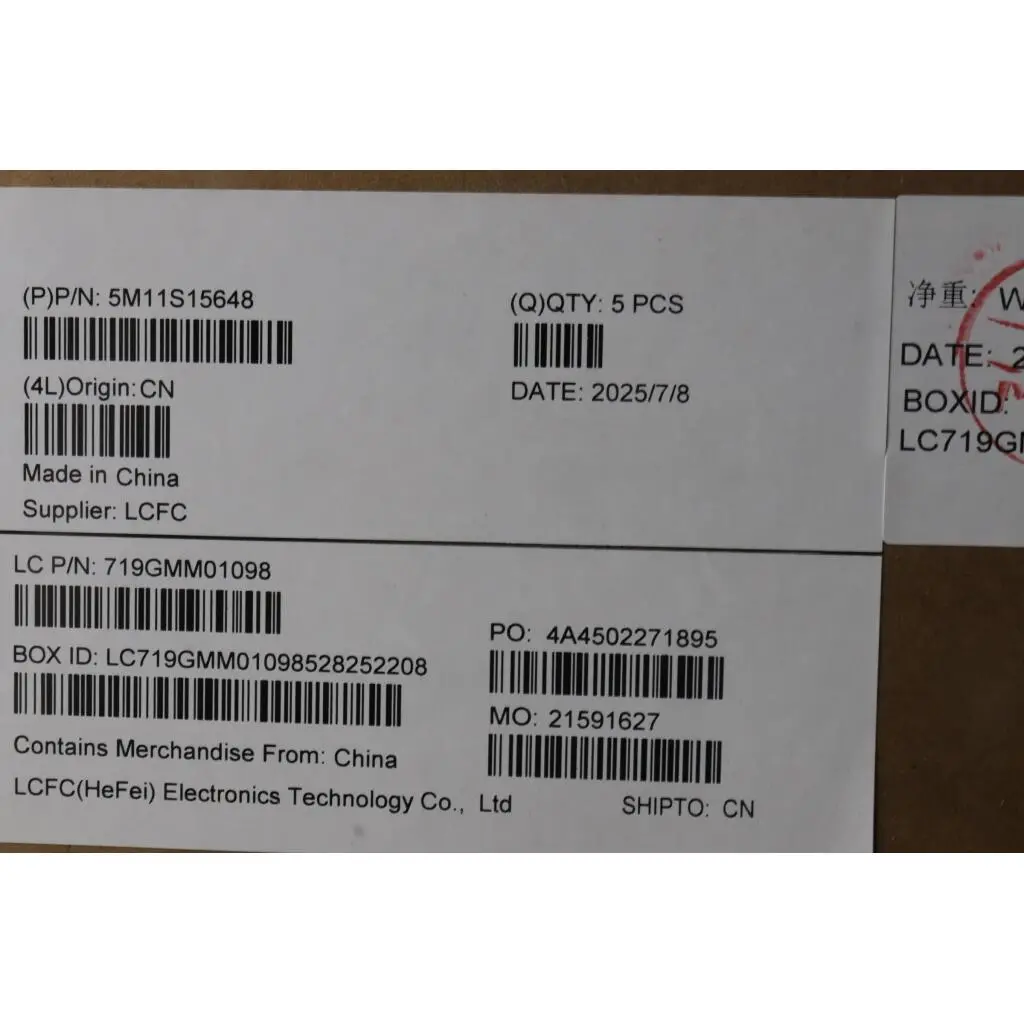 (P)P/N: 5M11S15648
(Q)QTY: 5 PCS
(4L)Origin:CN
DATE: 2025/7/8
Made in China
Supplier: LCFC
LC P/N: 719GMM01098
PO: 4A4502271895
BOX ID: LC719GMM01098528252208
MO: 21591627
Contains Merchandise From: China
LCFC(HeFei) Electronics Technology Co., Ltd
SHIPTO: CN
净重:
DATE: 2
BOXID:
LC719G